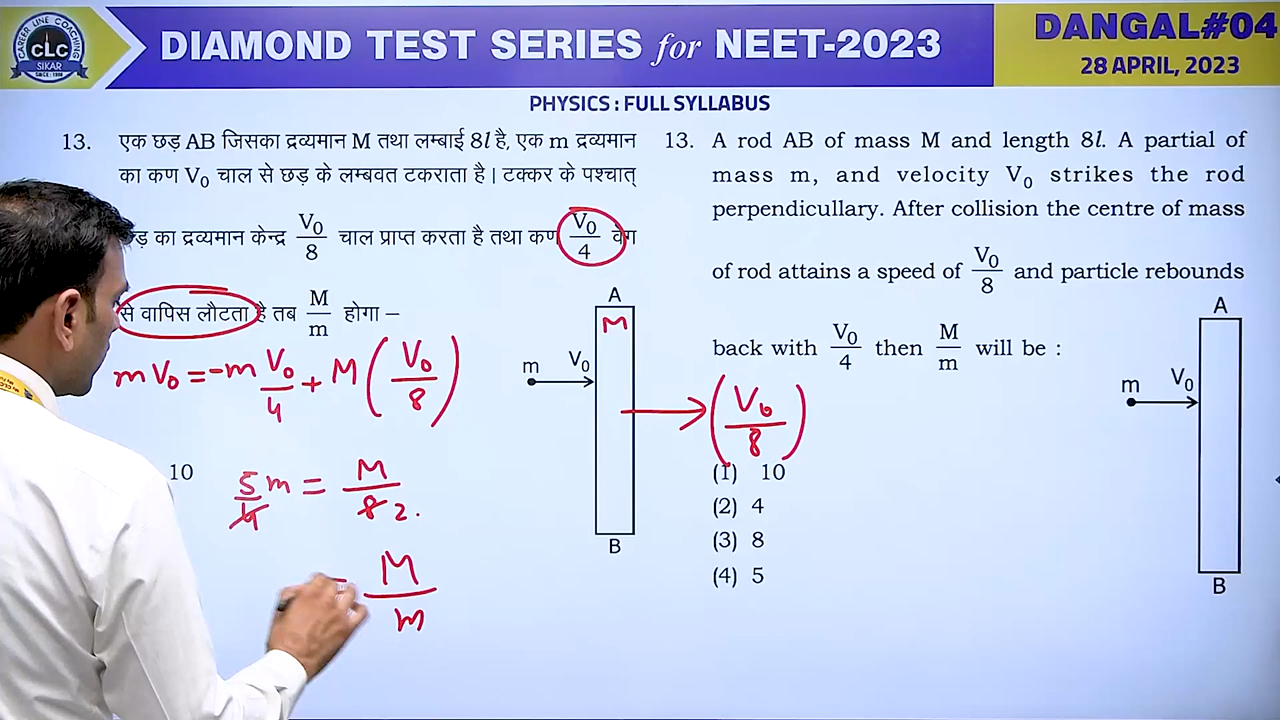 CAREER LINE COACHING
CLC
SIKAR
SINCE : 1996
DIAMOND TEST SERIES for NEET-2023
DANGAL#04
28 APRIL, 2023
PHYSICS : FULL SYLLABUS
13. एक छड़ AB जिसका द्रव्यमान M तथा लम्बाई 8l है, एक m द्रव्यमान
का कण V₀ चाल से छड़ के लम्बवत टकराता है। टक्कर के पश्चात्
का द्रव्यमान केन्द्र V₀/8 चाल प्राप्त करता है तथा कण V₀/4 वेग
से वापिस लौटता है तब M/m होगा –
mV₀ = -m V₀/4 + M (V₀/8)
10
5/4 m = M/8 2.
= M/m
A
M
m V₀
B
(V₀/8)
13. A rod AB of mass M and length 8l. A partial
of mass m, and velocity V₀ strikes the rod
perpendicullary. After collision the centre of mass
of rod attains a speed of V₀/8 and particle rebounds
back with V₀/4 then M/m will be :
(1) 10
(2) 4
(3) 8
(4) 5
A
m V₀
B